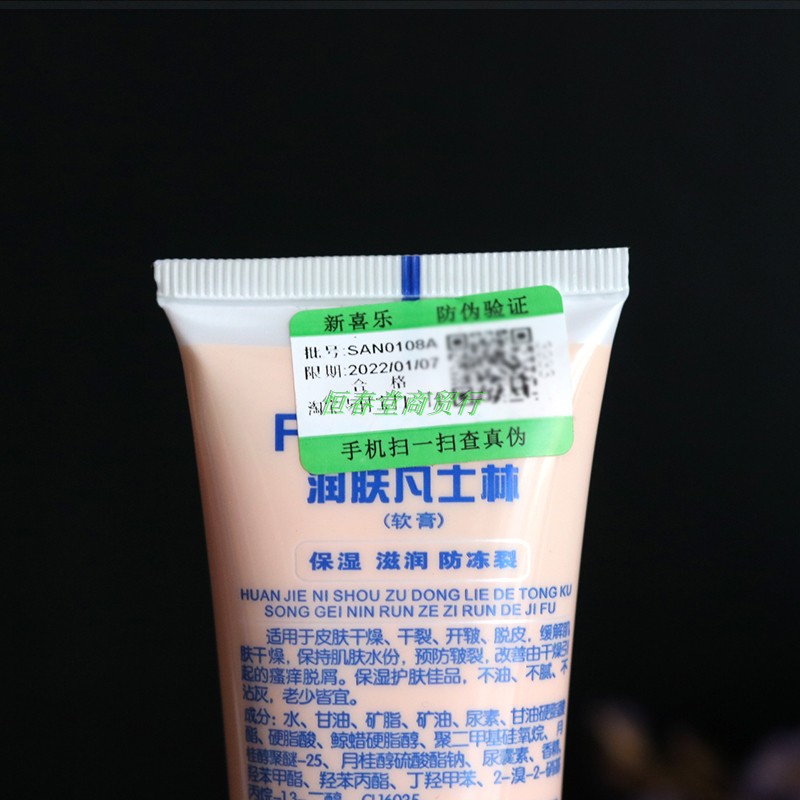 新喜乐 防伪验证
批号:SAN0108A
限期:2022/01/07
合 格
恒春堂商贸行
手机扫一扫查真伪
润肤凡士林
(软膏)
保湿 滋润 防冻裂
HUAN JIE NI SHOU ZU DONG LIE DE TONG KU
SONG GEI NIN RUN ZE ZI RUN DE JI FU
适用于皮肤干燥、干裂、开皲、脱皮，缓解肌
肤干燥，保持肌肤水份，预防皲裂，改善由干燥引
起的瘙痒脱屑。保湿护肤佳品，不油、不腻、不
沾灰，老少皆宜。
成分：水、甘油、矿脂、矿油、尿素、甘油硬脂酸
酯、硬脂酸、鲸蜡硬脂醇、聚二甲基硅氧烷、月
桂醇聚醚-25、月桂醇硫酸酯钠、尿囊素、香精、
羟苯甲酯、羟苯丙酯、丁羟甲苯、2-溴-2-硝基
丙烷-1,3-二醇、CI 16035